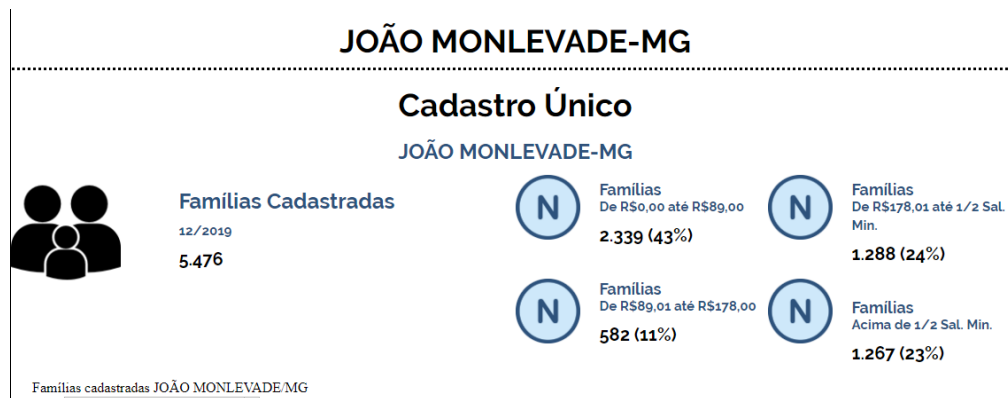 JOÃO MONLEVADE-MG
Cadastro Único
JOÃO MONLEVADE-MG
Famílias Cadastradas
12/2019
5.476
N
Famílias
De R$0,00 até R$89,00
2.339 (43%)
N
Famílias
De R$178,01 até 1/2 Sal.
Min.
1.288 (24%)
N
Famílias
De R$89,01 até R$178,00
582 (11%)
N
Famílias
Acima de 1/2 Sal. Min.
1.267 (23%)
Famílias cadastradas JOÃO MONLEVADE/MG